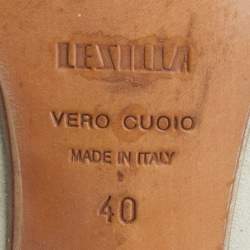 LE SILLA
VERO CUOIO
MADE IN ITALY
40